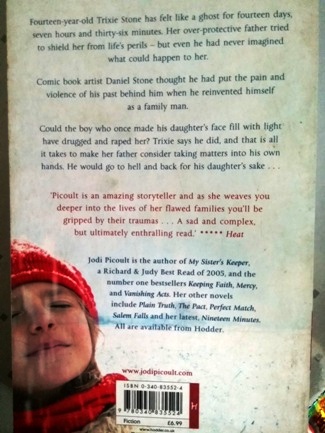 Fourteen-year-old Trixie Stone has felt like a ghost for fourteen days,
seven hours and thirty-six minutes. Her over-protective father tried
to shield her from life's perils – but even he had never imagined
what could happen to her.
Comic book artist Daniel Stone thought he had put the pain and
violence of his past behind him when he reinvented himself
as a family man.
Could the boy who once made his daughter's face fill with light
have drugged and raped her? Trixie says he did, and that is all
it takes to make her father consider taking matters into his own
hands. He would go to hell and back for his daughter's sake . . .
'Picoult is an amazing storyteller and as she weaves you
deeper into the lives of her flawed families you'll be
gripped by their traumas . . . A sad and complex,
but ultimately enthralling read.' ***** Heat
Jodi Picoult is the author of My Sister's Keeper,
a Richard & Judy Best Read of 2005, and the
number one bestsellers Keeping Faith, Mercy,
and Vanishing Acts. Her other novels
include Plain Truth, The Pact, Perfect Match,
Salem Falls and her latest, Nineteen Minutes.
All are available from Hodder.
www.jodipicoult.com
ISBN 0-340-83552-4
9 780340 835524
H
Fiction £6.99